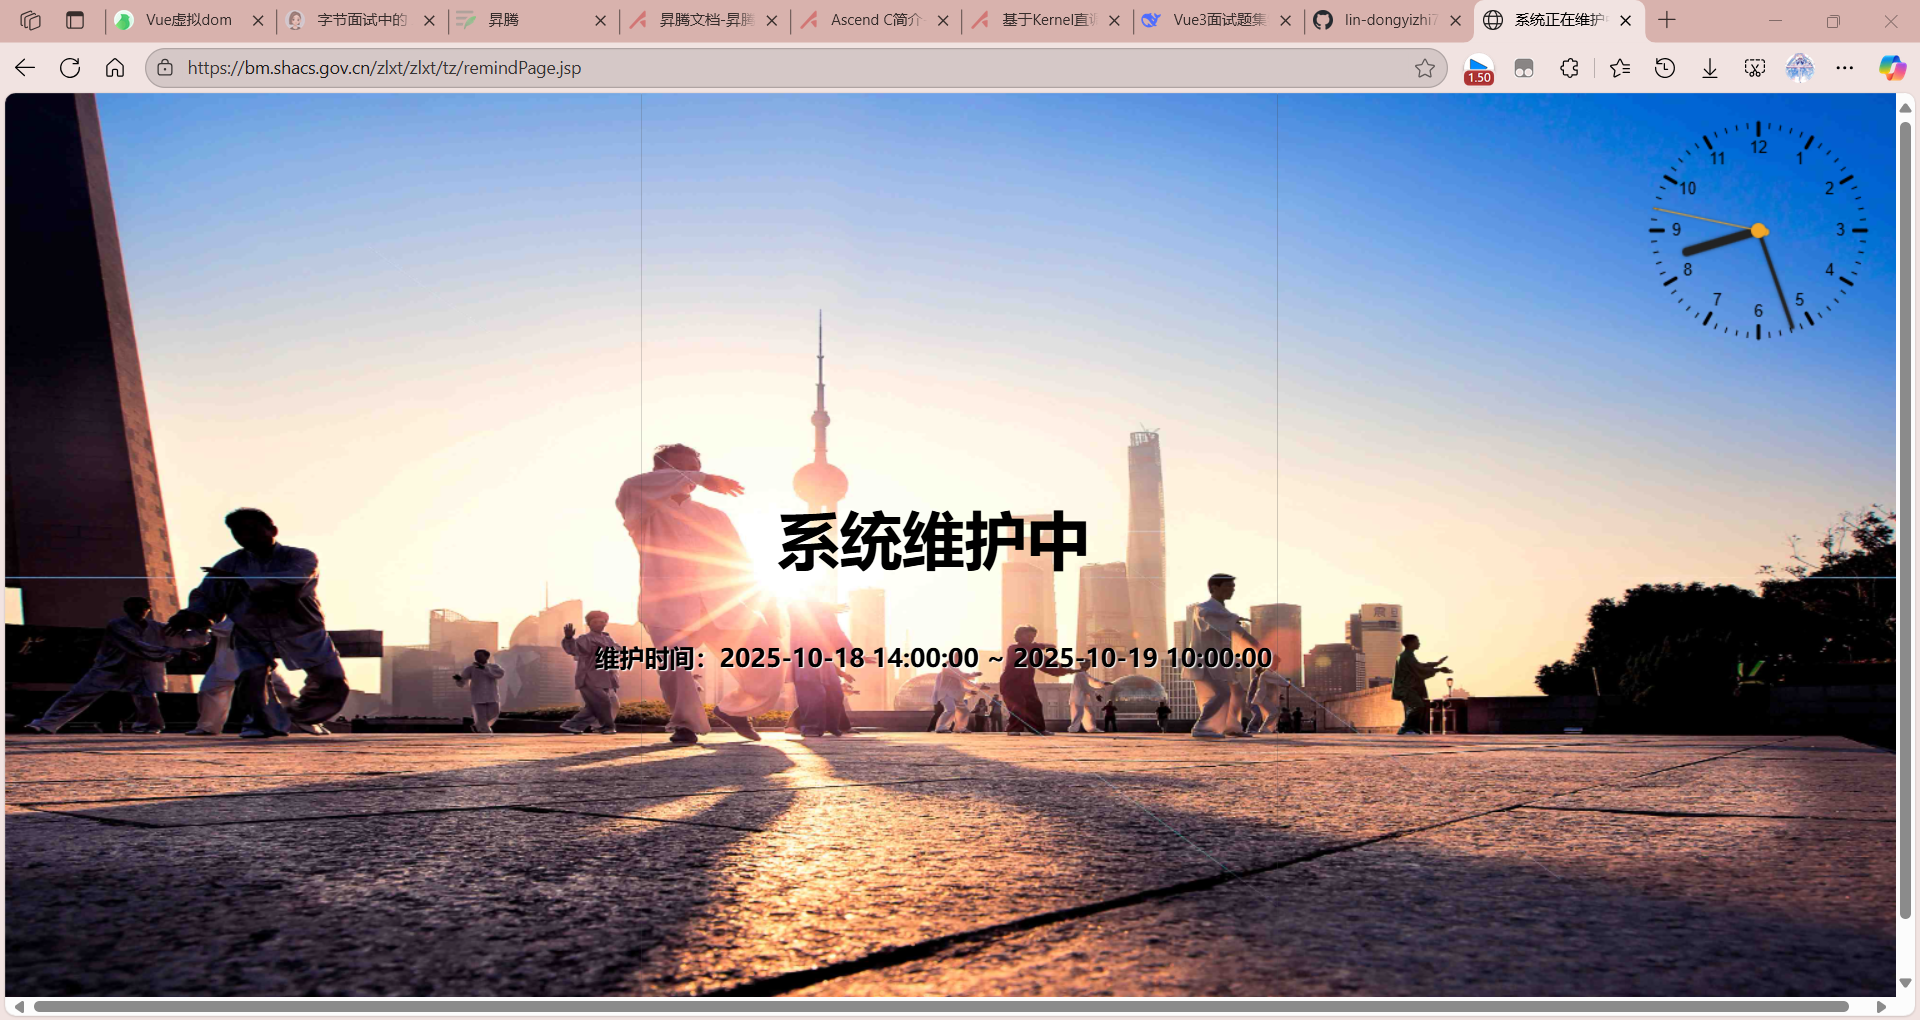 Vue虚拟dom
字节面试中的
昇腾
昇腾文档-昇腾
Ascend C简介
基于Kernel直调
Vue3面试题集
lin-dongyizhi7
系统正在维护
https://bm.shacs.gov.cn/zlxt/zlxt/tz/remindPage.jsp
1.50
12
1
2
3
4
5
6
7
8
9
10
11
系统维护中
维护时间：2025-10-18 14:00:00 ~ 2025-10-19 10:00:00